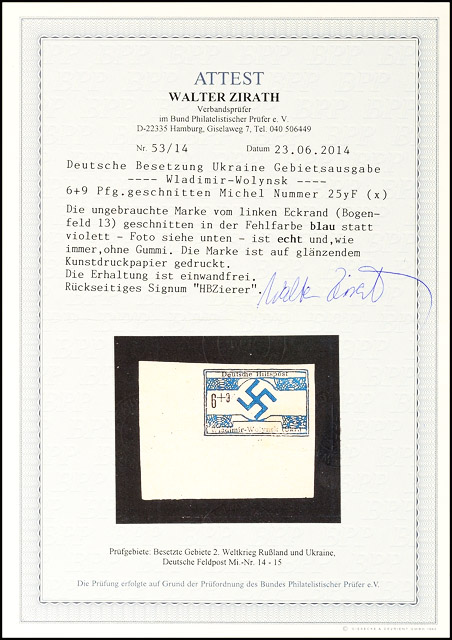 ATTEST
WALTER ZIRATH
Verbandsprüfer
im Bund Philatelistischer Prüfer e. V.
D-22335 Hamburg, Giselaweg 7, Tel. 040 506449
Nr. 53/14 Datum 23.06.2014
Deutsche Besetzung Ukraine Gebietsausgabe
---- Wladimir-Wolynsk ----
6+9 Pfg.geschnitten Michel Nummer 25yF (x)
Die ungebrauchte Marke vom linken Eckrand (Bogen-
feld 13) geschnitten in der Fehlfarbe blau statt
violett - Foto siehe unten - ist echt und,wie
immer,ohne Gummi. Die Marke ist auf glänzendem
Kunstdruckpapier gedruckt.
Die Erhaltung ist einwandfrei.
Rückseitiges Signum "HBZierer".
Walter Zirath
Deutsche Hilfspost
6+9
Wladimir-Wolynsk
Prüfgebiete: Besetzte Gebiete 2. Weltkrieg Rußland und Ukraine,
Deutsche Feldpost Mi.-Nr. 14 - 15
Die Prüfung erfolgte auf Grund der Prüfordnung des Bundes Philatelistischer Prüfer e.V.